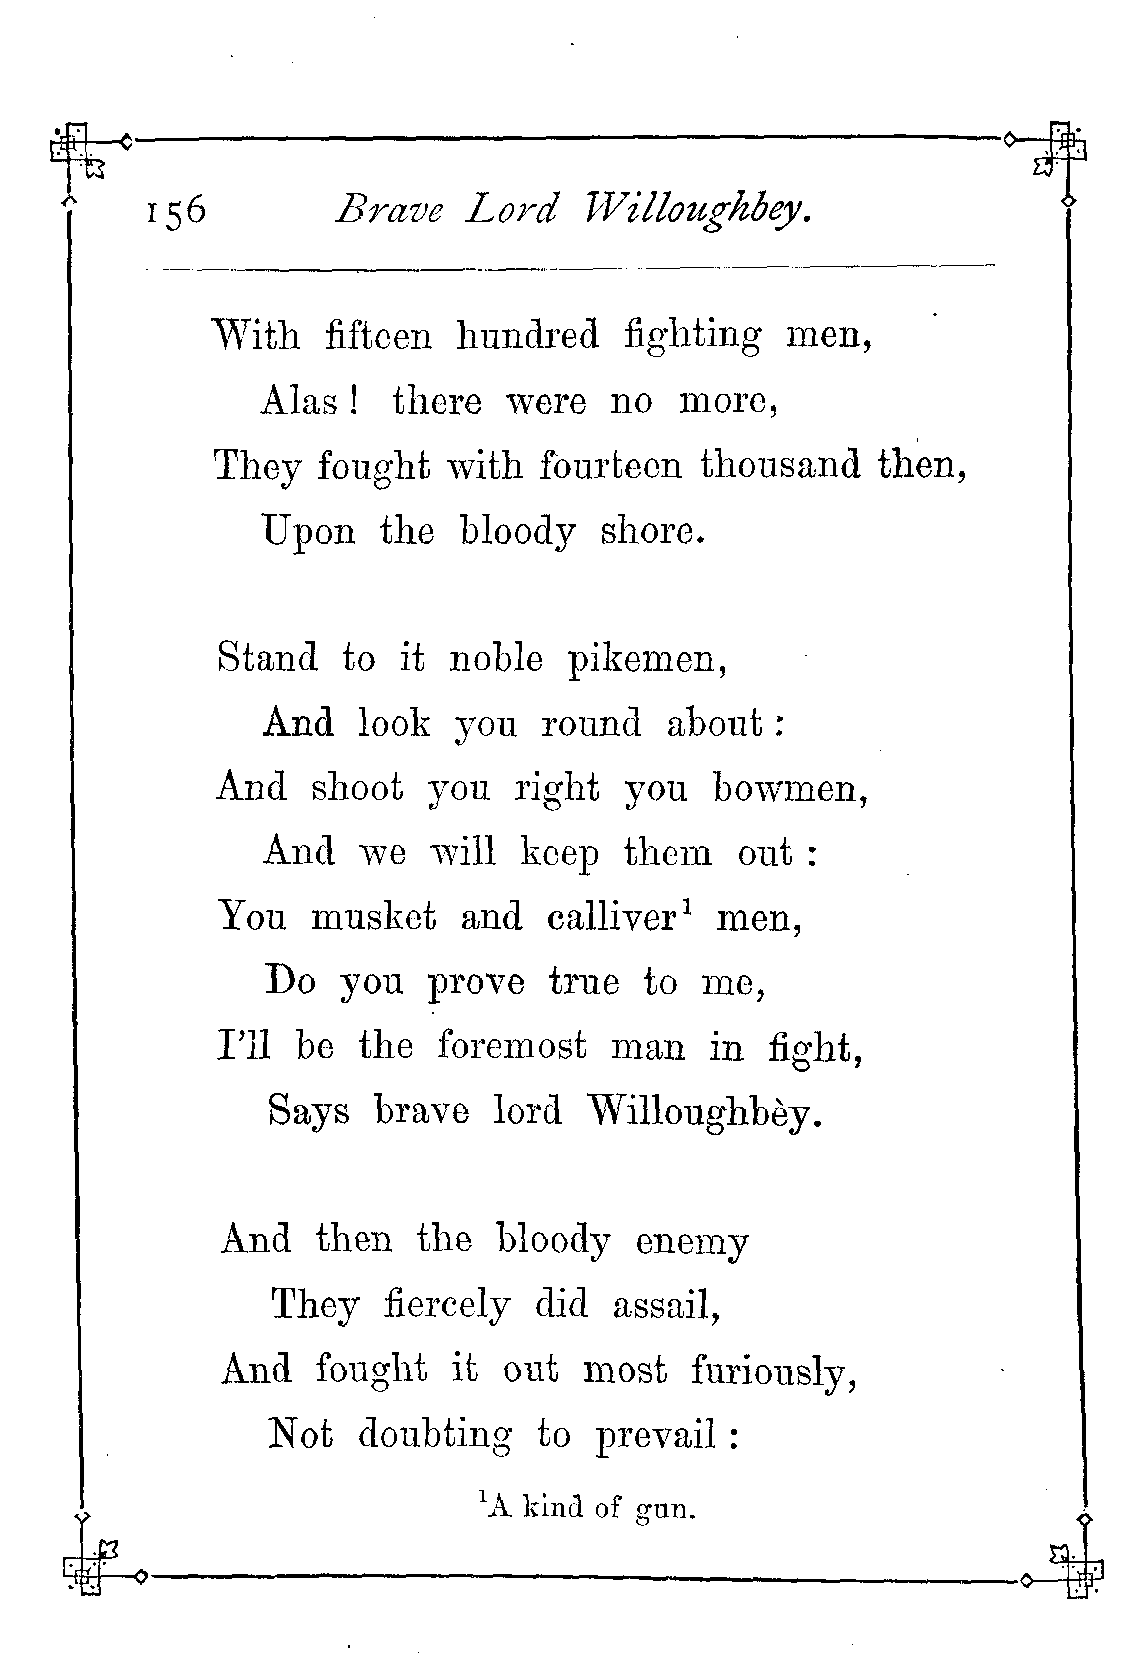 156 Brave Lord Willoughbey.
With fifteen hundred fighting men,
Alas ! there were no more,
They fought with fourteen thousand then,
Upon the bloody shore.
Stand to it noble pikemen,
And look you round about :
And shoot you right you bowmen,
And we will keep them out :
You musket and calliver¹ men,
Do you prove true to me,
I'll be the foremost man in fight,
Says brave lord Willoughbèy.
And then the bloody enemy
They fiercely did assail,
And fought it out most furiously,
Not doubting to prevail :
¹A kind of gun.